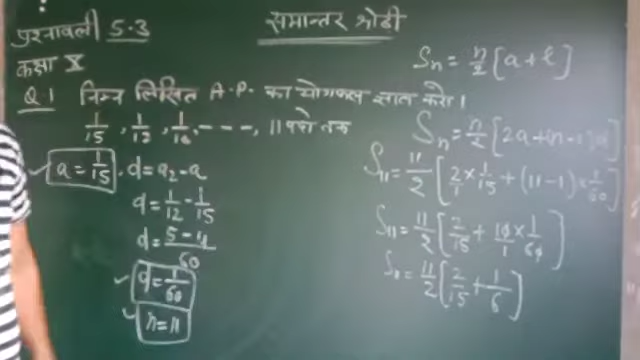 प्रश्नावली 5.3
समान्तर श्रेढी
कक्षा X
Sn = n/2 [a + l]
Q1 निम्न लिखित A.P. का योगफल ज्ञात करो।
1/15, 1/12, 1/10, - - - -, 11 पदो तक
Sn = n/2 [2a + (n - 1)d]
a = 1/15, d = a2 - a
S11 = 11/2 [2/1 × 1/15 + (11 - 1) × 1/60]
d = 1/12 - 1/15
S11 = 11/2 [2/15 + 10/1 × 1/60]
d = 5 - 4/60
S11 = 11/2 [2/15 + 1/6]
d = 1/60
n = 11